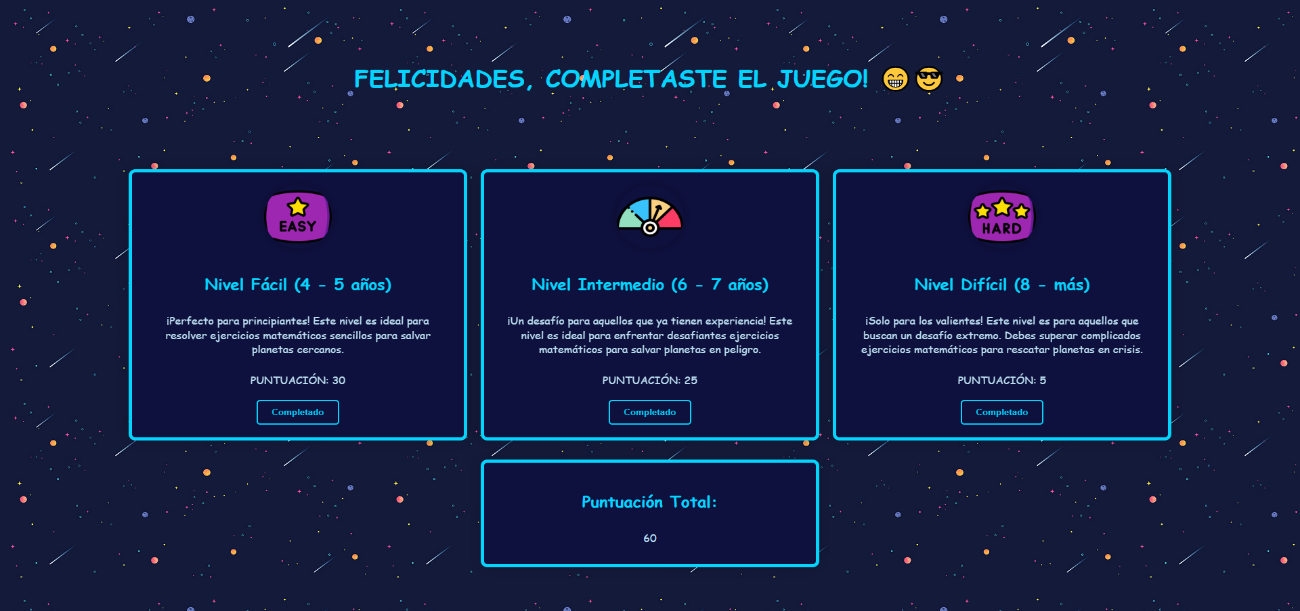 FELICIDADES, COMPLETASTE EL JUEGO! 😁 😎
EASY
Nivel Fácil (4 - 5 años)
¡Perfecto para principiantes! Este nivel es ideal para
resolver ejercicios matemáticos sencillos para salvar
planetas cercanos.
PUNTUACIÓN: 30
Completado
Nivel Intermedio (6 - 7 años)
¡Un desafío para aquellos que ya tienen experiencia! Este
nivel es ideal para enfrentar desafiantes ejercicios
matemáticos para salvar planetas en peligro.
PUNTUACIÓN: 25
Completado
HARD
Nivel Difícil (8 - más)
¡Solo para los valientes! Este nivel es para aquellos que
buscan un desafío extremo. Debes superar complicados
ejercicios matemáticos para rescatar planetas en crisis.
PUNTUACIÓN: 5
Completado
Puntuación Total:
60